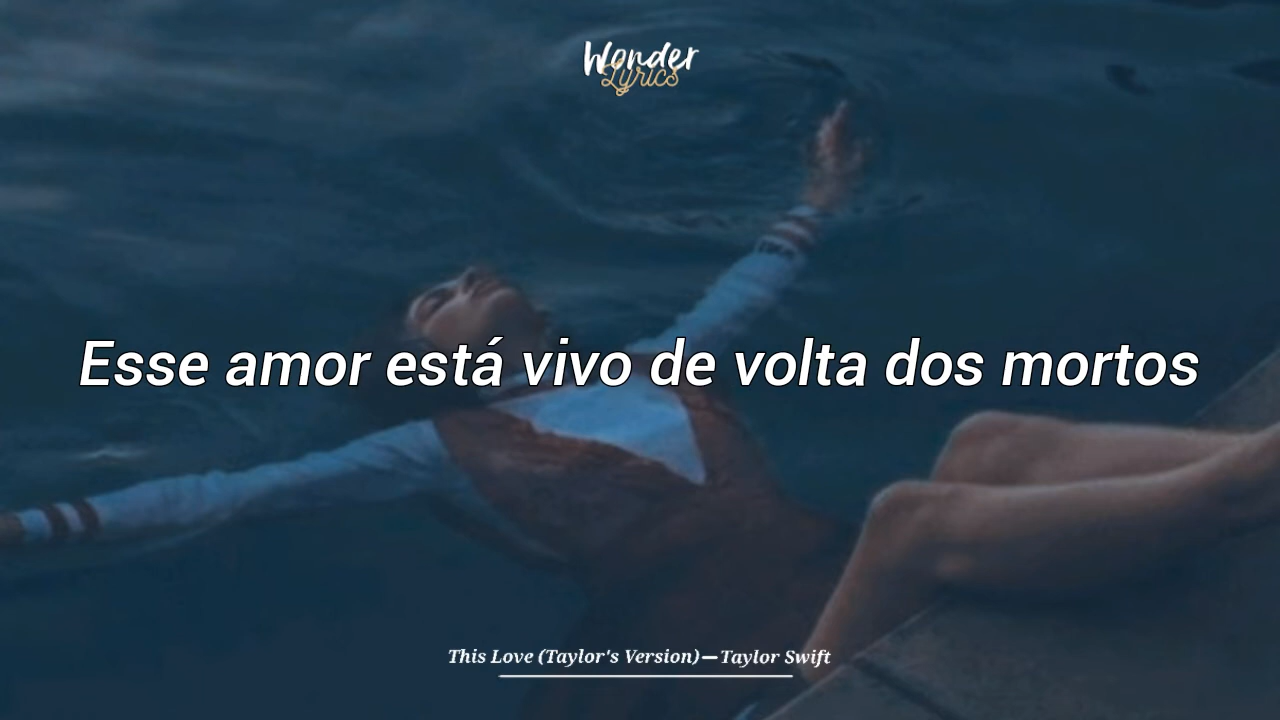 Wonder
Lyrics
Esse amor está vivo de volta dos mortos
This Love (Taylor's Version)—Taylor Swift